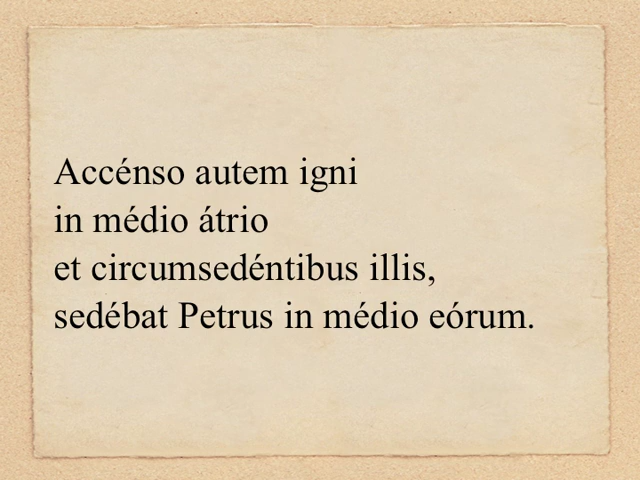 Accénso autem igni
in médio átrio
et circumsedéntibus illis,
sedébat Petrus in médio eórum.